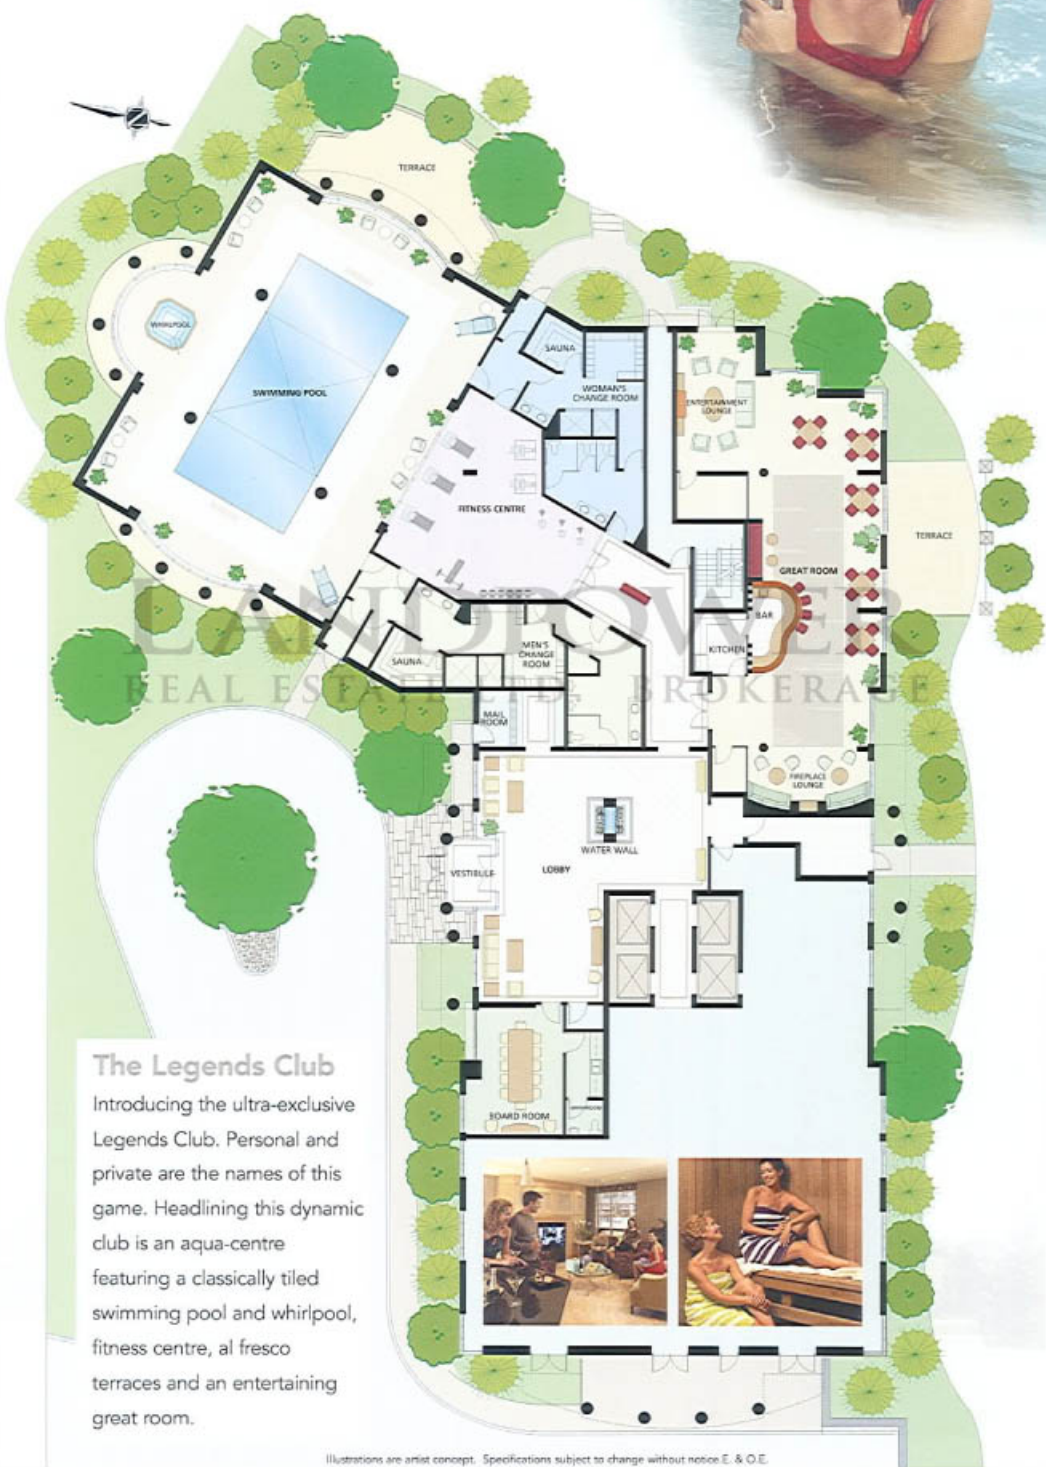 TERRACE
WHIRLPOOL
SWIMMING POOL
SAUNA
WOMAN'S
CHANGE ROOM
ENTERTAINMENT
LOUNGE
FITNESS CENTRE
TERRACE
GREAT ROOM
BAR
KITCHEN
MEN'S
CHANGE
ROOM
SAUNA
LANDPOWER
REAL ESTATE LTD. BROKERAGE
MAIL
ROOM
FIREPLACE
LOUNGE
WATER WALL
VESTIBULE
LOBBY
BOARD ROOM
The Legends Club
Introducing the ultra-exclusive
Legends Club. Personal and
private are the names of this
game. Headlining this dynamic
club is an aqua-centre
featuring a classically tiled
swimming pool and whirlpool,
fitness centre, al fresco
terraces and an entertaining
great room.
Illustrations are artist concept. Specifications subject to change without notice E. & O.E.